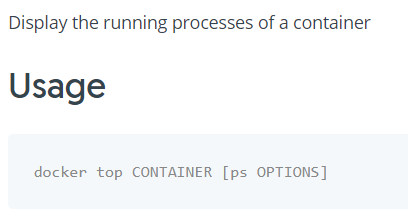 Display the running processes of a container
Usage
docker top CONTAINER [ps OPTIONS]